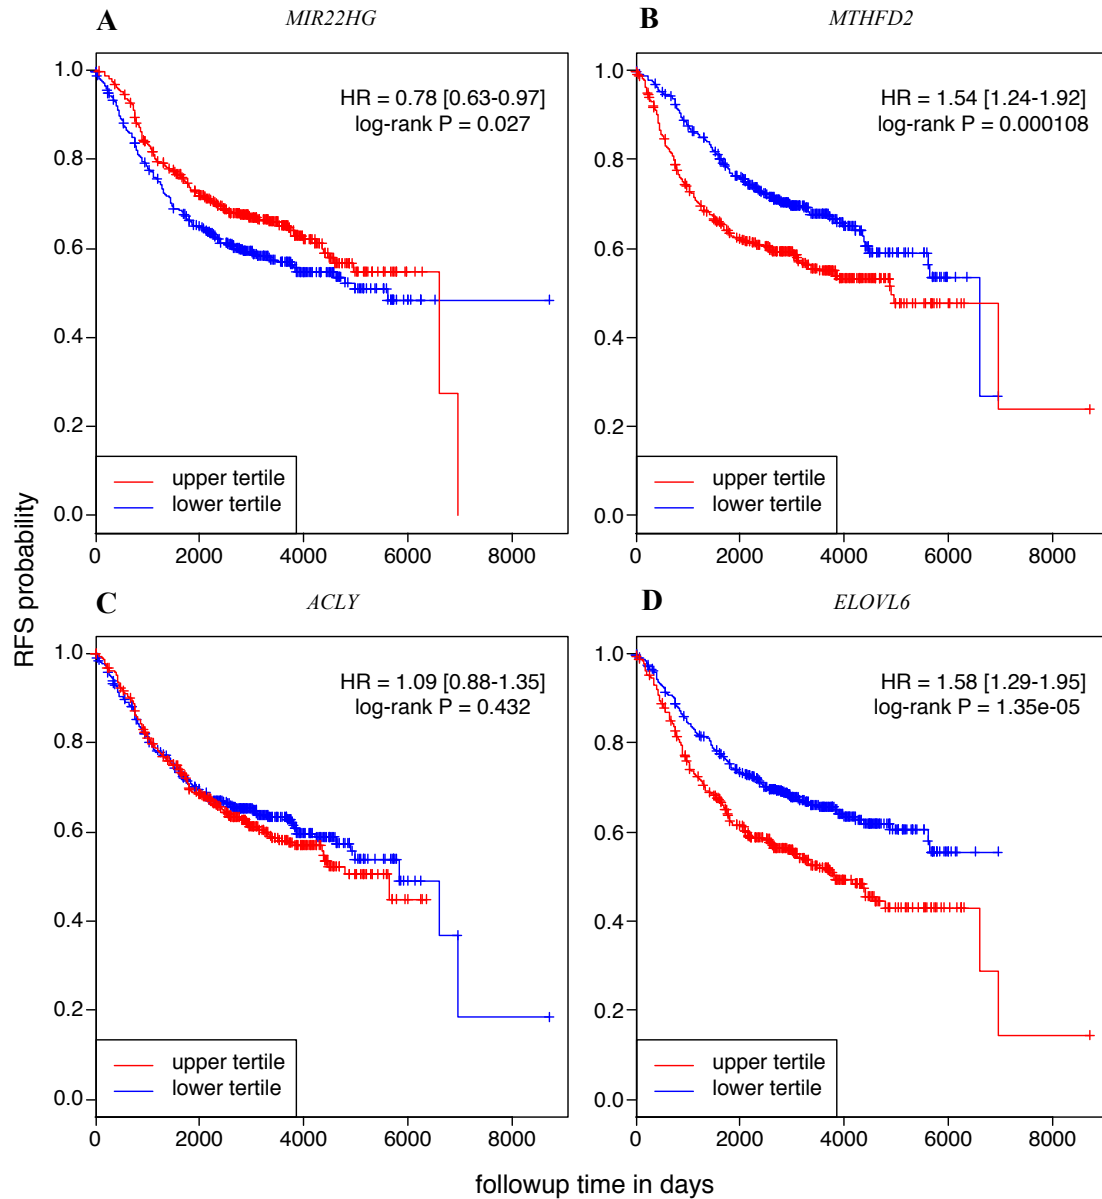 A
MIR22HG
1.0
0.8
0.6
0.4
0.2
0.0
HR = 0.78 [0.63-0.97]
log-rank P = 0.027
upper tertile
lower tertile
0 2000 4000 6000 8000
B
MTHFD2
1.0
0.8
0.6
0.4
0.2
0.0
HR = 1.54 [1.24-1.92]
log-rank P = 0.000108
upper tertile
lower tertile
0 2000 4000 6000 8000
RFS probability
C
ACLY
1.0
0.8
0.6
0.4
0.2
0.0
HR = 1.09 [0.88-1.35]
log-rank P = 0.432
upper tertile
lower tertile
0 2000 4000 6000 8000
D
ELOVL6
1.0
0.8
0.6
0.4
0.2
0.0
HR = 1.58 [1.29-1.95]
log-rank P = 1.35e-05
upper tertile
lower tertile
0 2000 4000 6000 8000
followup time in days